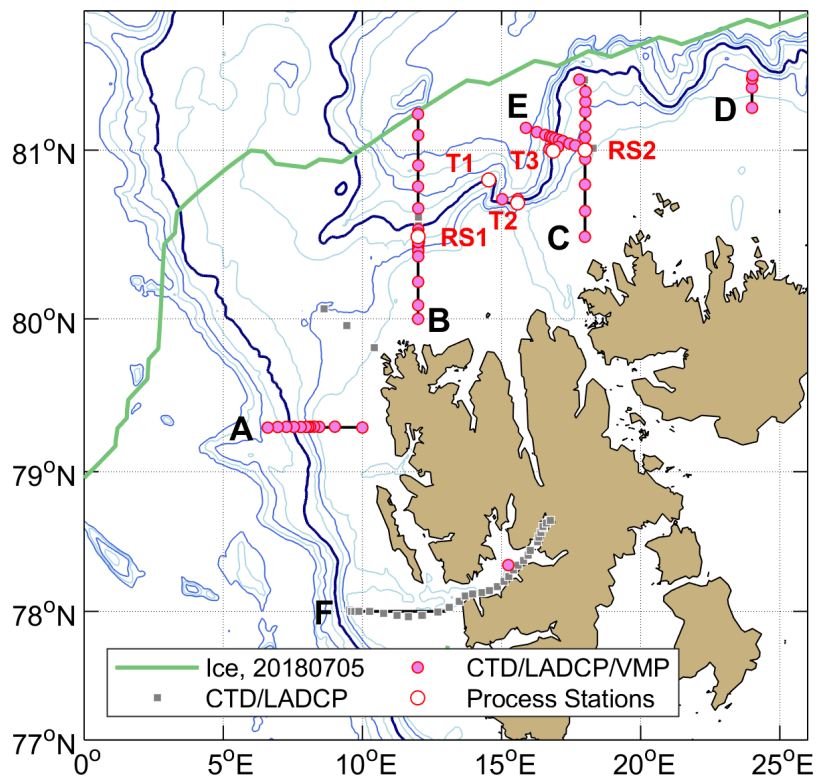 E
D
81°N
T1
T3
RS2
T2
RS1
C
80°N
B
A
79°N
78°N
F
Ice, 20180705
CTD/LADCP/VMP
CTD/LADCP
Process Stations
77°N
0°
5°E
10°E
15°E
20°E
25°E